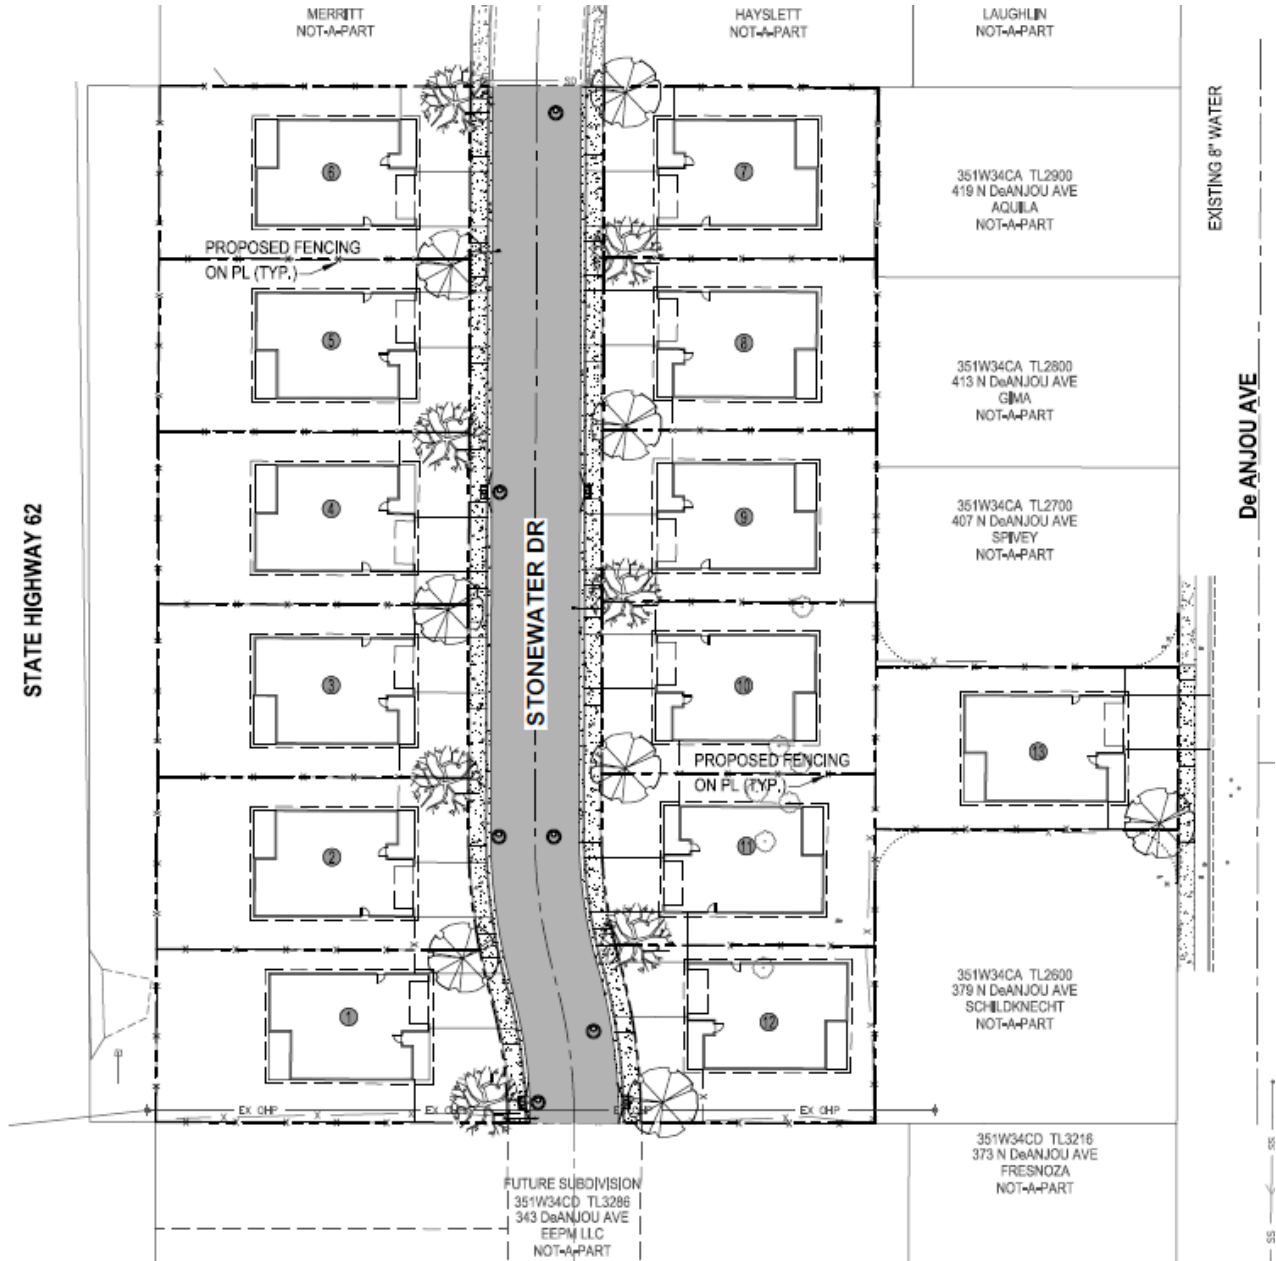 MERRITT
NOT-A-PART
HAYSLETT
NOT-A-PART
LAUGHLIN
NOT-A-PART
SD
6
7
351W34CA TL2900
419 N DeANJOU AVE
AQUILA
NOT-A-PART
EXISTING 8" WATER
PROPOSED FENCING
ON PL (TYP.)
5
8
351W34CA TL2800
413 N DeANJOU AVE
GIMA
NOT-A-PART
De ANJOU AVE
4
9
351W34CA TL2700
407 N DeANJOU AVE
SPIVEY
NOT-A-PART
STATE HIGHWAY 62
STONEWATER DR
3
10
13
PROPOSED FENCING
ON PL (TYP.)
2
11
1
12
351W34CA TL2600
379 N DeANJOU AVE
SCHILDKNECHT
NOT-A-PART
EX OHP
EX OHP
EX OHP
351W34CD TL3216
373 N DeANJOU AVE
FRESNOZA
NOT-A-PART
SS
SS
FUTURE SUBDIVISION
351W34CD TL3286
343 DeANJOU AVE
EEPM LLC
NOT-A-PART